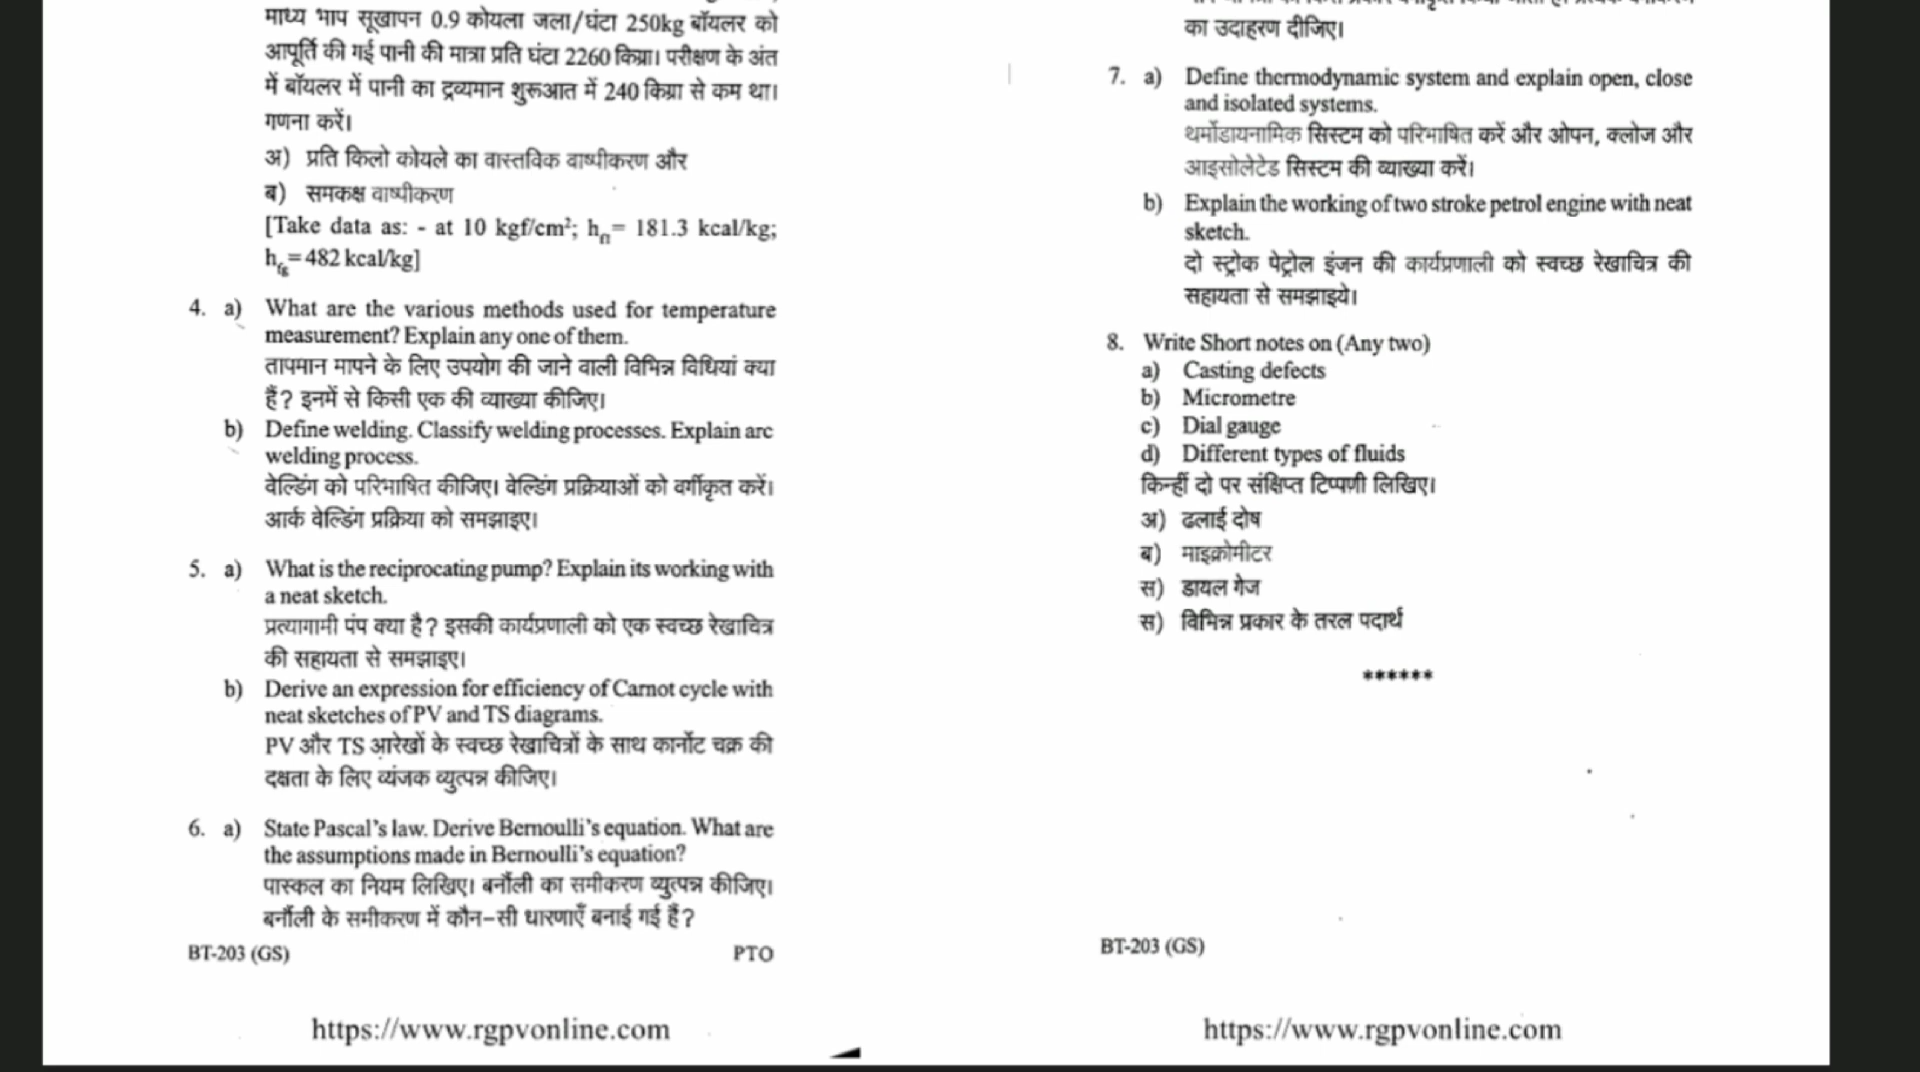 माध्य भाप सूखापन 0.9 कोयला जला/घंटा 250kg बॉयलर को
आपूर्ति की गई पानी की मात्रा प्रति घंटा 2260 किग्रा। परीक्षण के अंत
में बॉयलर में पानी का द्रव्यमान शुरूआत में 240 किग्रा से कम था।
गणना करें।
अ) प्रति किलो कोयले का वास्तविक वाष्पीकरण और
ब) समकक्ष वाष्पीकरण
[Take data as: - at 10 kgf/cm²; hfl= 181.3 kcal/kg;
hfg= 482 kcal/kg]
4. a) What are the various methods used for temperature
measurement? Explain any one of them.
तापमान मापने के लिए उपयोग की जाने वाली विभिन्न विधियां क्या
हैं? इनमें से किसी एक की व्याख्या कीजिए।
b) Define welding. Classify welding processes. Explain arc
welding process.
वेल्डिंग को परिभाषित कीजिए। वेल्डिंग प्रक्रियाओं को वर्गीकृत करें।
आर्क वेल्डिंग प्रक्रिया को समझाइए।
5. a) What is the reciprocating pump? Explain its working with
a neat sketch.
प्रत्यागामी पंप क्या है? इसकी कार्यप्रणाली को एक स्वच्छ रेखाचित्र
की सहायता से समझाइए।
b) Derive an expression for efficiency of Carnot cycle with
neat sketches of PV and TS diagrams.
PV और TS आरेखों के स्वच्छ रेखाचित्रों के साथ कार्नोट चक्र की
दक्षता के लिए व्यंजक व्युत्पन्न कीजिए।
6. a) State Pascal's law. Derive Bernoulli's equation. What are
the assumptions made in Bernoulli's equation?
पास्कल का नियम लिखिए। बर्नौली का समीकरण व्युत्पन्न कीजिए।
बर्नौली के समीकरण में कौन-सी धारणाएँ बनाई गई हैं?
BT-203 (GS) PTO
https://www.rgpvonline.com
का उदाहरण दीजिए।
7. a) Define thermodynamic system and explain open, close
and isolated systems.
थर्मोडायनामिक सिस्टम को परिभाषित करें और ओपन, क्लोज और
आइसोलेटेड सिस्टम की व्याख्या करें।
b) Explain the working of two stroke petrol engine with neat
sketch.
दो स्ट्रोक पेट्रोल इंजन की कार्यप्रणाली को स्वच्छ रेखाचित्र की
सहायता से समझाइये।
8. Write Short notes on (Any two)
a) Casting defects
b) Micrometre
c) Dial gauge
d) Different types of fluids
किन्हीं दो पर संक्षिप्त टिप्पणी लिखिए।
अ) ढलाई दोष
ब) माइक्रोमीटर
स) डायल गेज
स) विभिन्न प्रकार के तरल पदार्थ
******
BT-203 (GS)
https://www.rgpvonline.com